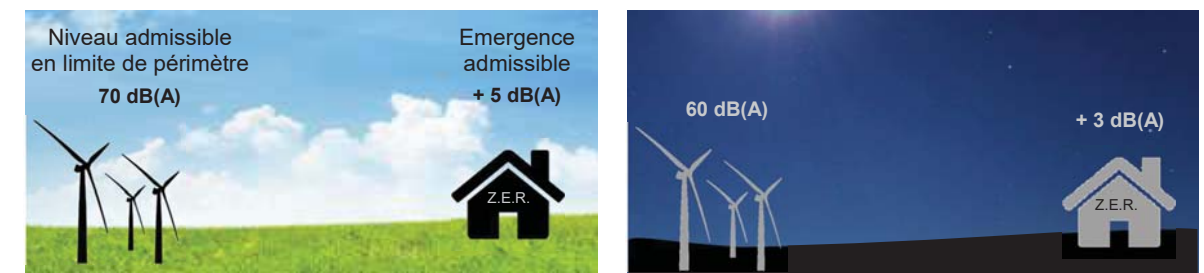 Niveau admissible
en limite de périmètre
70 dB(A)
Emergence
admissible
+ 5 dB(A)
Z.E.R.
60 dB(A)
+ 3 dB(A)
Z.E.R.